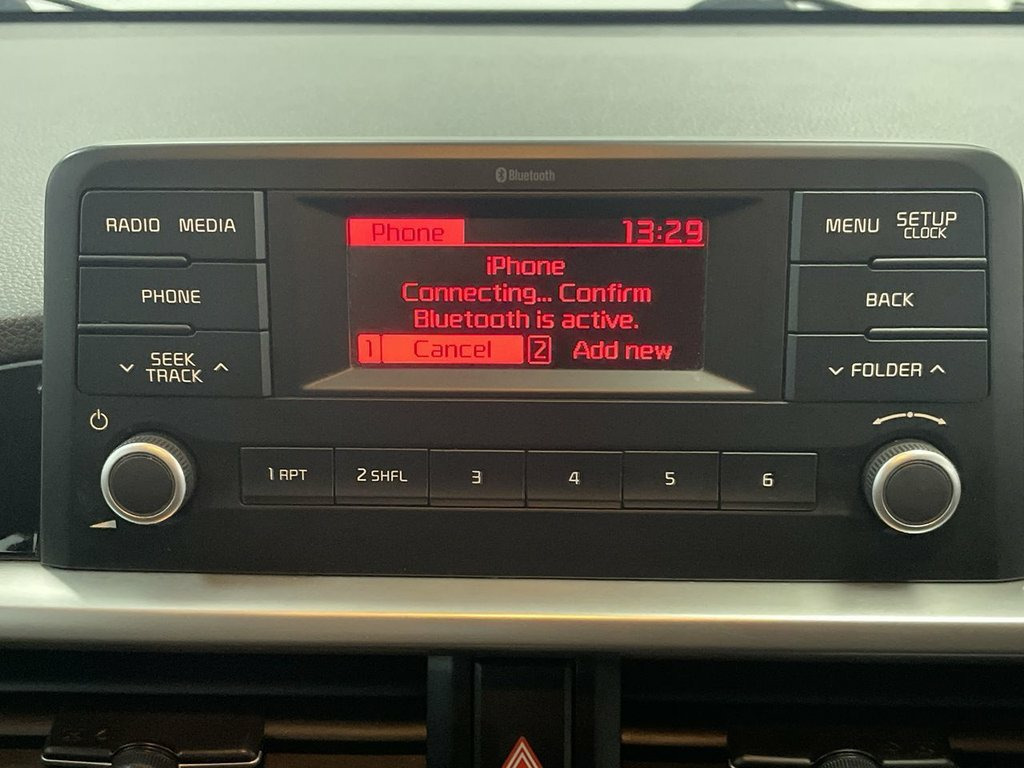 Bluetooth
RADIO MEDIA
PHONE
SEEK
TRACK
Phone 13:29
iPhone
Connecting... Confirm
Bluetooth is active.
1 Cancel 2 Add new
MENU SETUP
CLOCK
BACK
FOLDER
1 RPT 2 SHFL 3 4 5 6